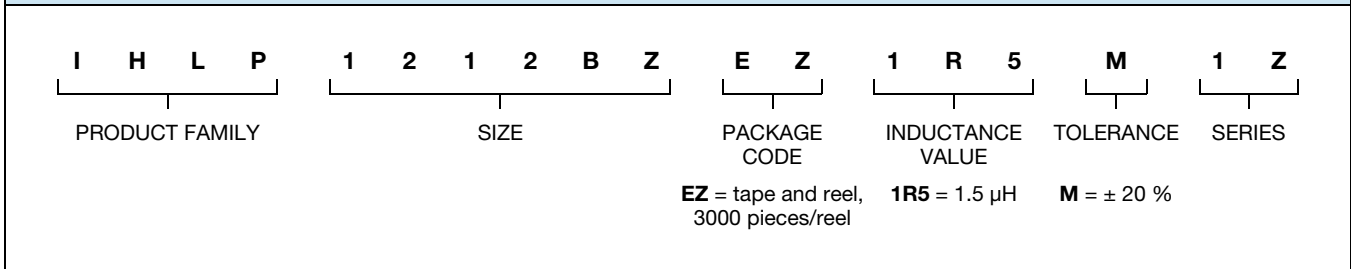 I H L P 1 2 1 2 B Z E Z 1 R 5 M 1 Z
PRODUCT FAMILY SIZE PACKAGE CODE INDUCTANCE VALUE TOLERANCE SERIES
EZ = tape and reel, 3000 pieces/reel 1R5 = 1.5 µH M = ± 20 %